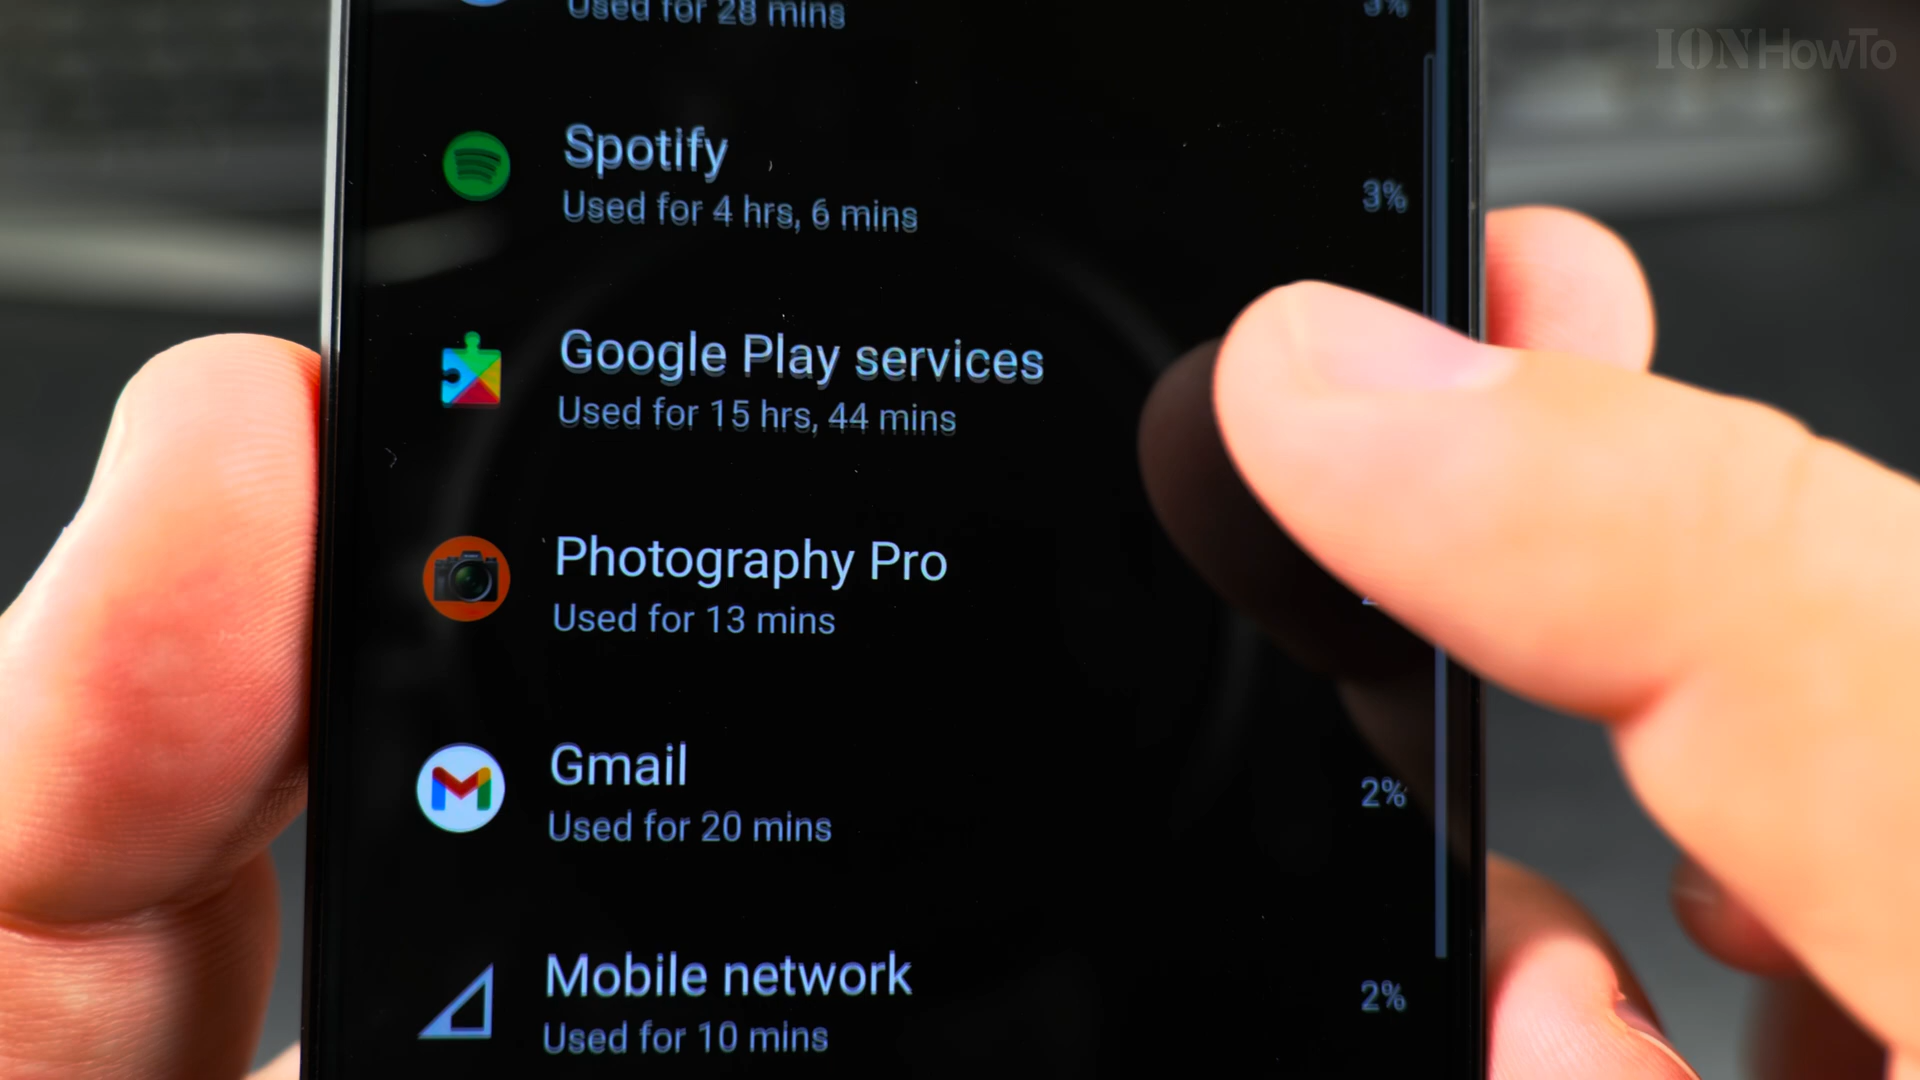 Used for 28 mins
3%
IONHowTo
Spotify
Used for 4 hrs, 6 mins
3%
Google Play services
Used for 15 hrs, 44 mins
Photography Pro
Used for 13 mins
Gmail
Used for 20 mins
2%
Mobile network
Used for 10 mins
2%